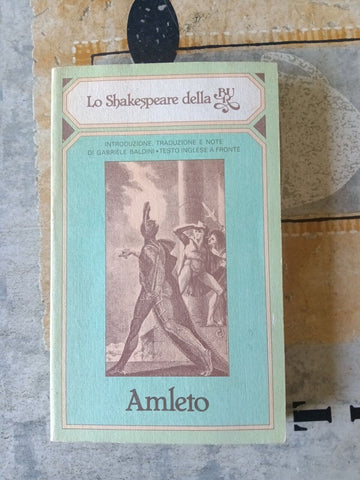 Lo Shakespeare della BUR
INTRODUZIONE, TRADUZIONE E NOTE
DI GABRIELE BALDINI • TESTO INGLESE A FRONTE
Amleto